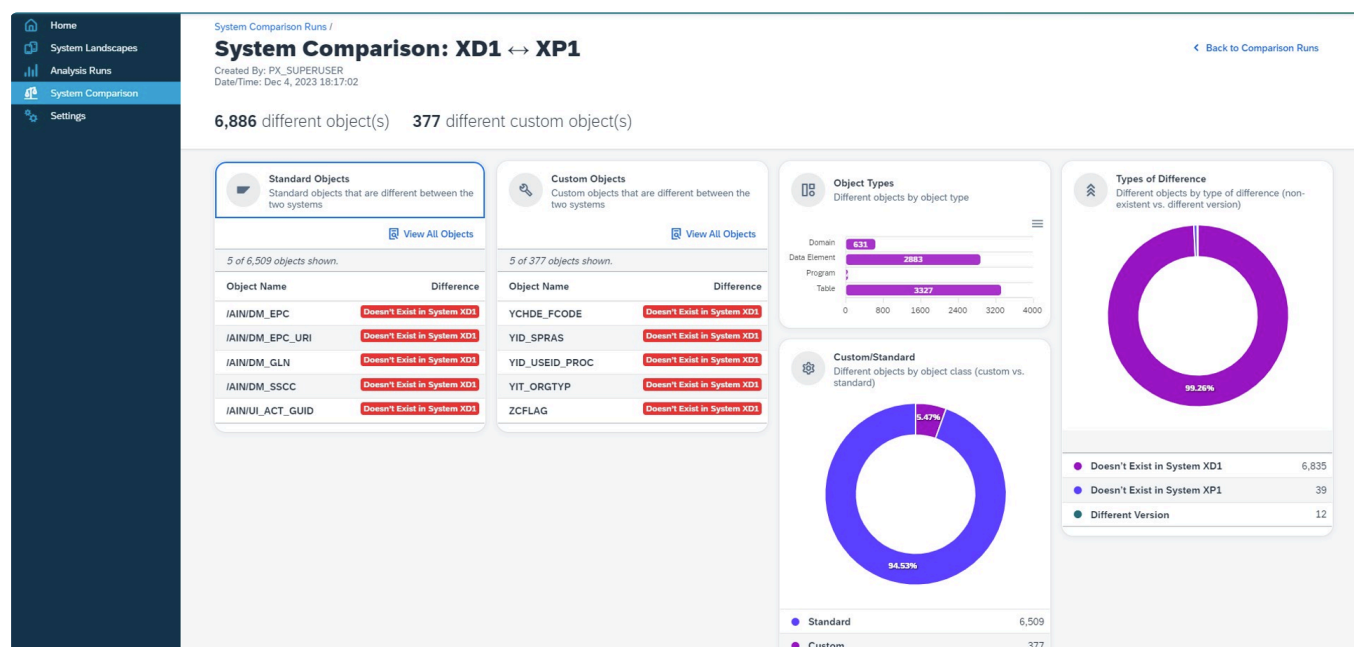 Home
System Landscapes
Analysis Runs
System Comparison
Settings
System Comparison Runs /
System Comparison: XD1 ↔ XP1
Created By: PX_SUPERUSER
Date/Time: Dec 4, 2023 18:17:02
Back to Comparison Runs
6,886 different object(s) 377 different custom object(s)
Standard Objects
Standard objects that are different between the
two systems
View All Objects
5 of 6,509 objects shown.
Object Name Difference
/AIN/DM_EPC Doesn't Exist in System XD1
/AIN/DM_EPC_URI Doesn't Exist in System XD1
/AIN/DM_GLN Doesn't Exist in System XD1
/AIN/DM_SSCC Doesn't Exist in System XD1
/AIN/UI_ACT_GUID Doesn't Exist in System XD1
Custom Objects
Custom objects that are different between the
two systems
View All Objects
5 of 377 objects shown.
Object Name Difference
YCHDE_FCODE Doesn't Exist in System XD1
YID_SPRAS Doesn't Exist in System XD1
YID_USEID_PROC Doesn't Exist in System XD1
YIT_ORGTYP Doesn't Exist in System XD1
ZCFLAG Doesn't Exist in System XD1
Object Types
Different objects by object type
Domain 631
Data Element 2883
Program
Table 3327
0 800 1600 2400 3200 4000
Custom/Standard
Different objects by object class (custom vs.
standard)
5.47%
94.53%
Standard 6,509
Custom 377
Types of Difference
Different objects by type of difference (non-
existent vs. different version)
99.26%
Doesn't Exist in System XD1 6,835
Doesn't Exist in System XP1 39
Different Version 12